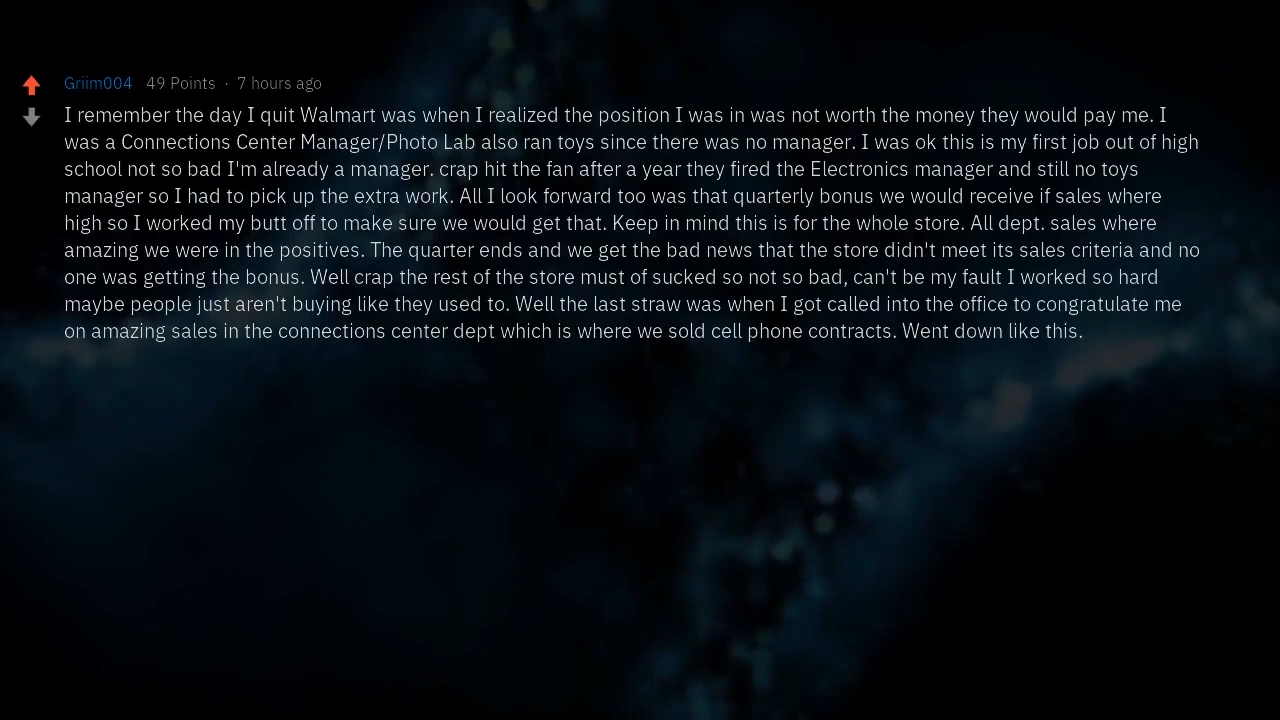 Griim004 49 Points · 7 hours ago
I remember the day I quit Walmart was when I realized the position I was in was not worth the money they would pay me. I
was a Connections Center Manager/Photo Lab also ran toys since there was no manager. I was ok this is my first job out of high
school not so bad I'm already a manager. crap hit the fan after a year they fired the Electronics manager and still no toys
manager so I had to pick up the extra work. All I look forward too was that quarterly bonus we would receive if sales where
high so I worked my butt off to make sure we would get that. Keep in mind this is for the whole store. All dept. sales where
amazing we were in the positives. The quarter ends and we get the bad news that the store didn't meet its sales criteria and no
one was getting the bonus. Well crap the rest of the store must of sucked so not so bad, can't be my fault I worked so hard
maybe people just aren't buying like they used to. Well the last straw was when I got called into the office to congratulate me
on amazing sales in the connections center dept which is where we sold cell phone contracts. Went down like this.